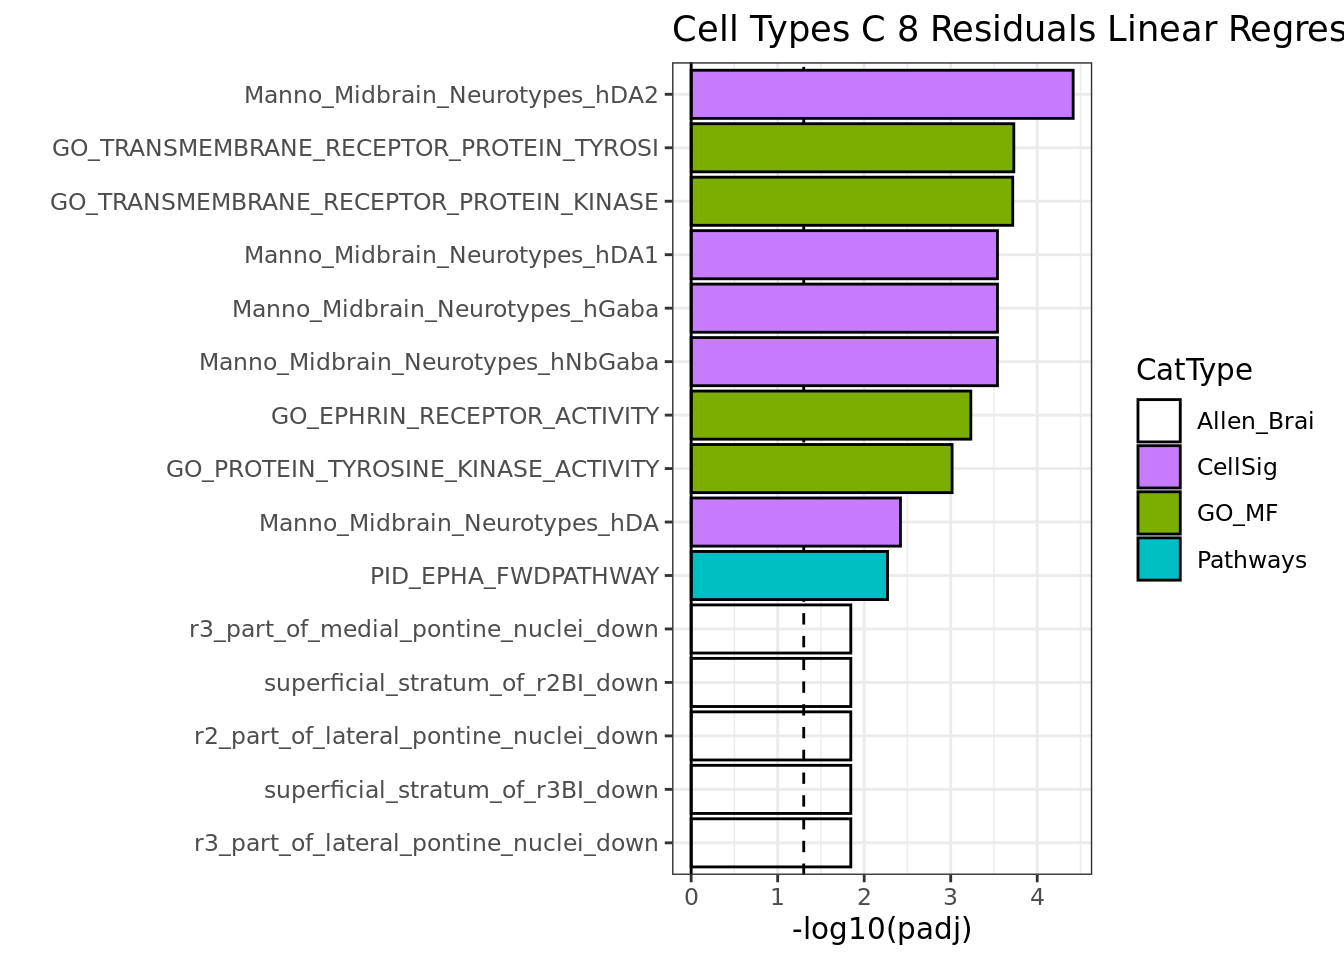 Cell Types C 8 Residuals Linear Regres
Manno_Midbrain_Neurotypes_hDA2
GO_TRANSMEMBRANE_RECEPTOR_PROTEIN_TYROSI
GO_TRANSMEMBRANE_RECEPTOR_PROTEIN_KINASE
Manno_Midbrain_Neurotypes_hDA1
Manno_Midbrain_Neurotypes_hGaba
Manno_Midbrain_Neurotypes_hNbGaba
GO_EPHRIN_RECEPTOR_ACTIVITY
GO_PROTEIN_TYROSINE_KINASE_ACTIVITY
Manno_Midbrain_Neurotypes_hDA
PID_EPHA_FWDPATHWAY
r3_part_of_medial_pontine_nuclei_down
superficial_stratum_of_r2BI_down
r2_part_of_lateral_pontine_nuclei_down
superficial_stratum_of_r3BI_down
r3_part_of_lateral_pontine_nuclei_down
0 1 2 3 4
-log10(padj)
CatType
Allen_Brai
CellSig
GO_MF
Pathways